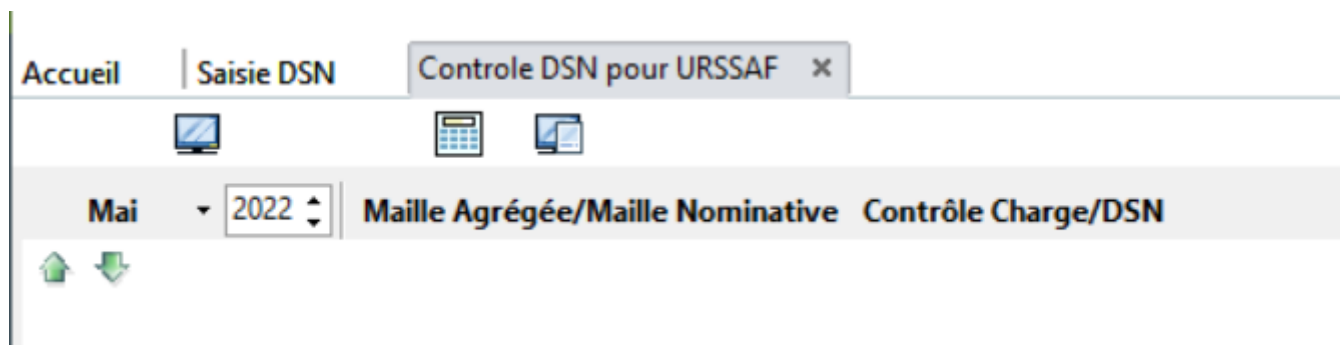 Accueil Saisie DSN Controle DSN pour URSSAF
Mai 2022 Maille Agrégée/Maille Nominative Contrôle Charge/DSN